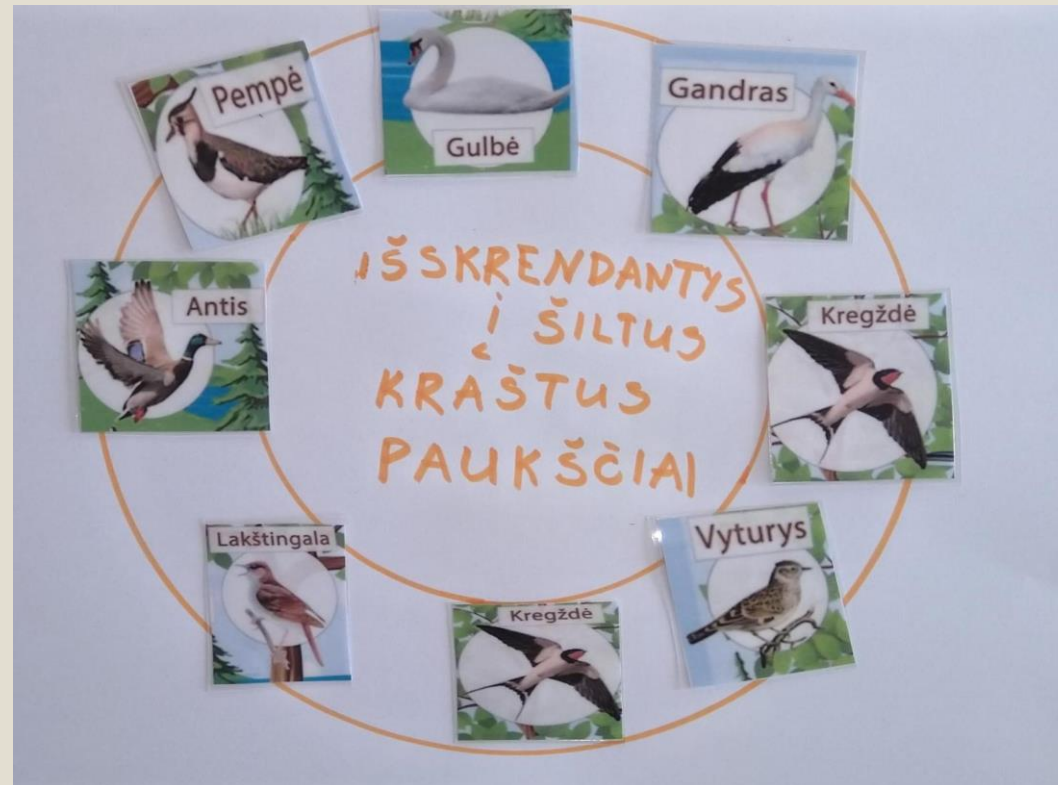 Pempė
Gulbė
Gandras
Antis
Kregždė
IŠSKRENDANTYS
Į ŠILTUS
KRAŠTUS
PAUKŠČIAI
Lakštingala
Kregždė
Vyturys